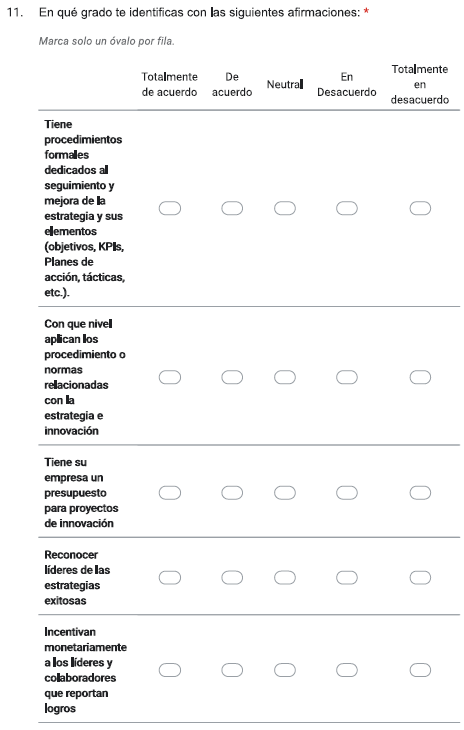 11. En qué grado te identificas con las siguientes afirmaciones: *
Marca solo un óvalo por fila.
Totalmente de acuerdo
De acuerdo
Neutral
En Desacuerdo
Totalmente en desacuerdo
Tiene
procedimientos
formales
dedicados al
seguimiento y
mejora de la
estrategia y sus
elementos
(objetivos, KPIs,
Planes de
acción, tácticas,
etc.).
Con que nivel
aplican los
procedimiento o
normas
relacionadas
con la
estrategia e
innovación
Tiene su
empresa un
presupuesto
para proyectos
de innovación
Reconocer
líderes de las
estrategias
exitosas
Incentivan
monetariamente
a los líderes y
colaboradores
que reportan
logros